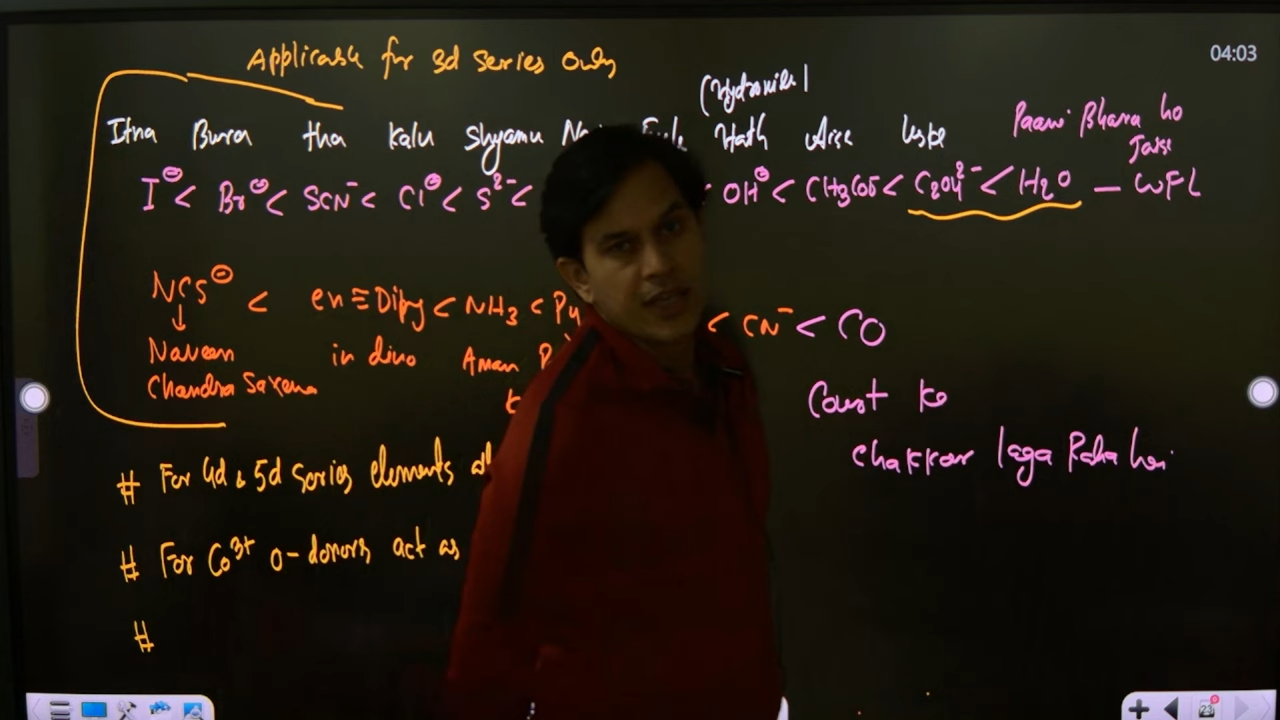 04:03
Applicable for 3d series only
(Hydroxide)
Itna Bura tha Kalu Shyamu Hath Aise
Paani Bhara ho
Jaise
I⊖ < Br⊖ < SCN⁻ < Cl⊖ < S²⁻ < OH⊖ < CH₃COO⁻ < C₂O₄²⁻ < H₂O — WFL
NCS⊖ < en ≡ Dipy < NH₃ < Py < CN⁻ < CO
↓
Naveen in dino Aman
Chandra Saxena
Court ke
chakkar laga Raha hai
# For 4d & 5d Series elements
# For Co³⁺ O-donors act as
#
23